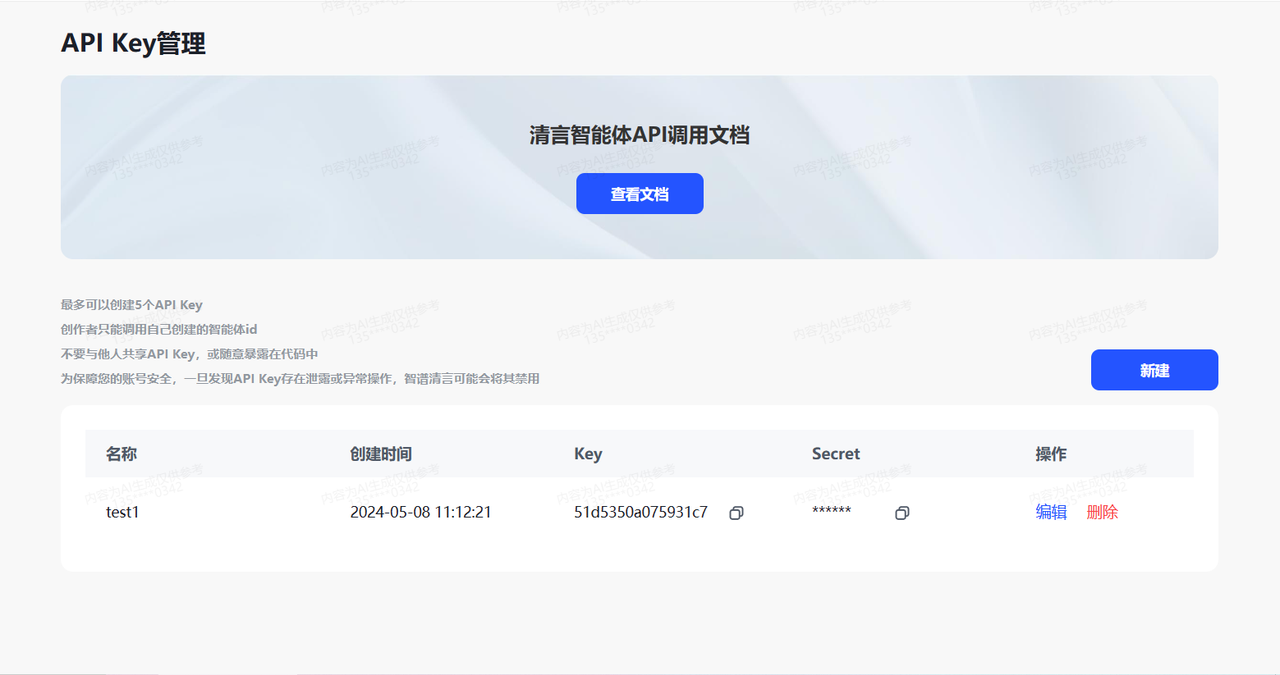 API Key管理
清言智能体API调用文档
查看文档
最多可以创建5个API Key
创作者只能调用自己创建的智能体id
不要与他人共享API Key，或随意暴露在代码中
为保障您的账号安全，一旦发现API Key存在泄露或异常操作，智谱清言可能会将其禁用
新建
名称 创建时间 Key Secret 操作
test1 2024-05-08 11:12:21 51d5350a075931c7 ****** 编辑 删除
内容为AI生成仅供参考
135****0342